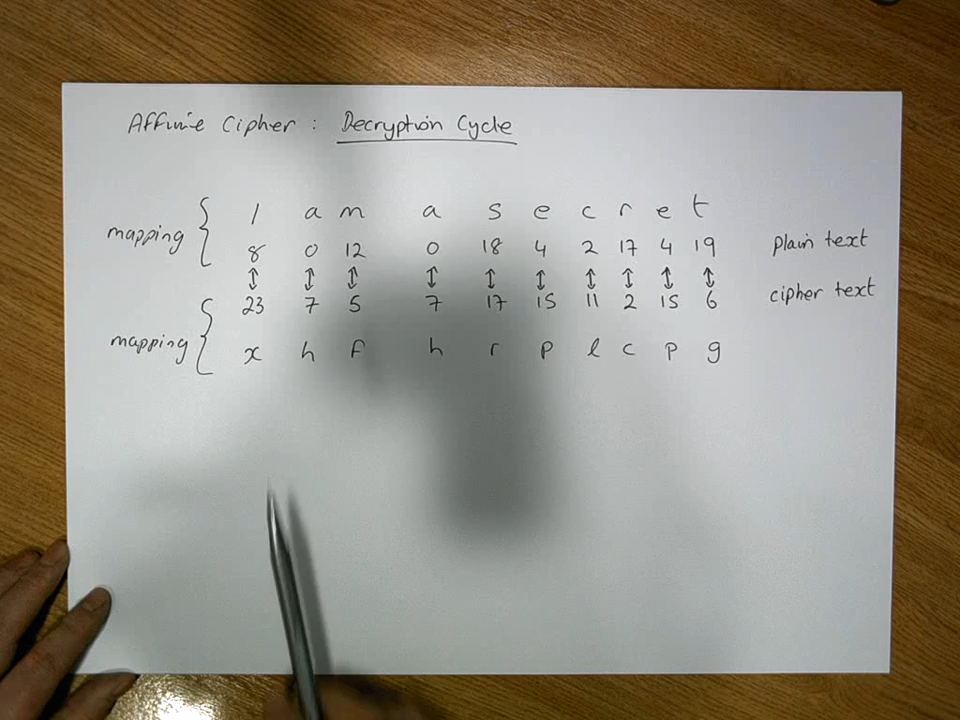 Affine Cipher : Decryption Cycle
mapping { I a m a s e c r e t
8 0 12 0 18 4 2 17 4 19 plain text
↕ ↕ ↕ ↕ ↕ ↕ ↕ ↕ ↕ ↕
mapping { 23 7 5 7 17 15 11 2 15 6 cipher text
x h f h r p l c p g